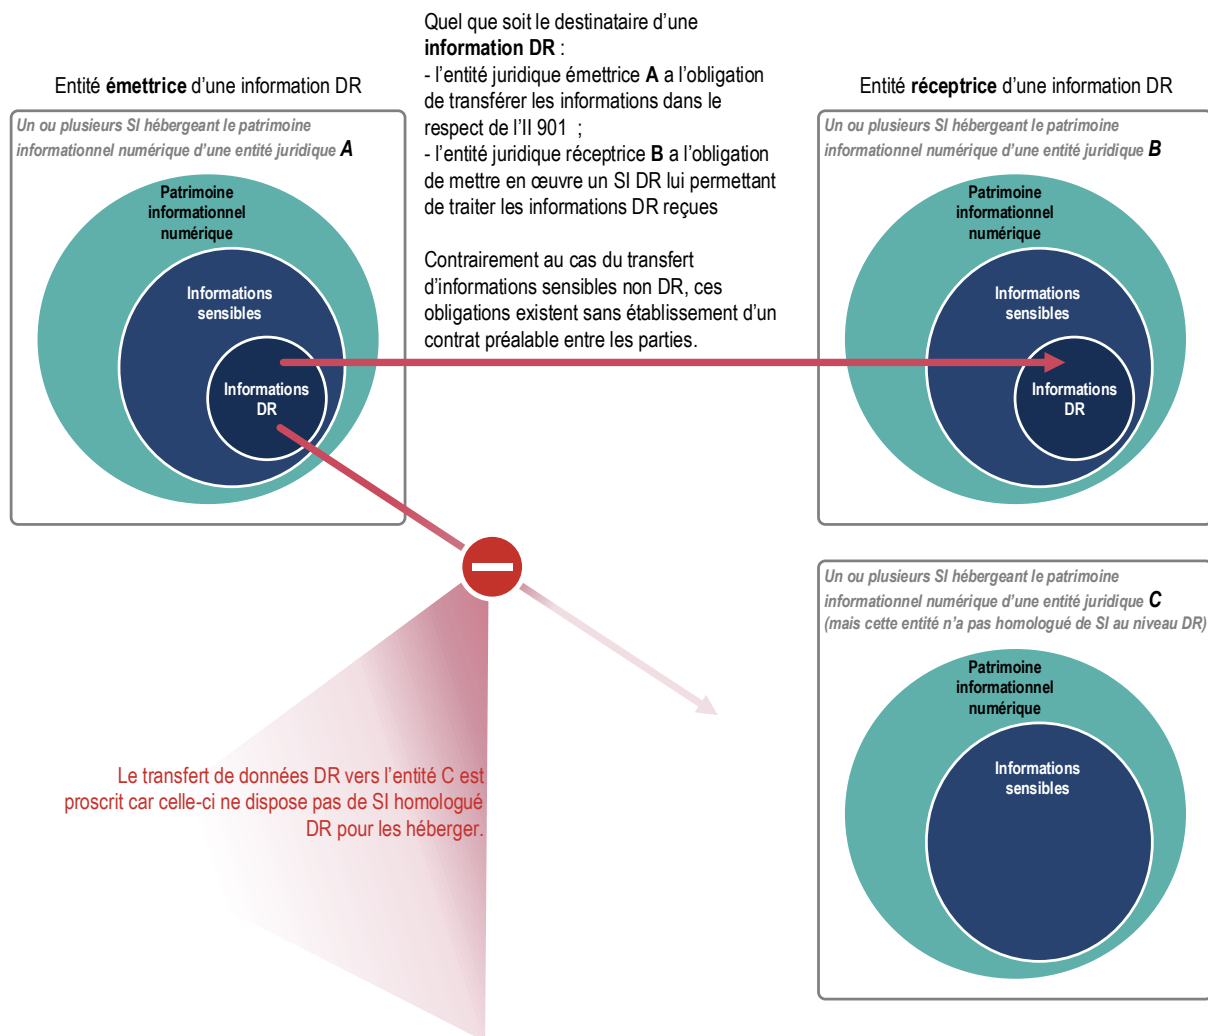 Quel que soit le destinataire d'une
information DR :
- l'entité juridique émettrice A a l'obligation
de transférer les informations dans le
respect de l'II 901  ;
- l'entité juridique réceptrice B a l'obligation
de mettre en œuvre un SI DR lui permettant
de traiter les informations DR reçues
Contrairement au cas du transfert
d'informations sensibles non DR, ces
obligations existent sans établissement d'un
contrat préalable entre les parties.
Entité émettrice d'une information DR
Un ou plusieurs SI hébergeant le patrimoine
informationnel numérique d'une entité juridique A
Patrimoine
informationnel
numérique
Informations
sensibles
Informations
DR
Entité réceptrice d'une information DR
Un ou plusieurs SI hébergeant le patrimoine
informationnel numérique d'une entité juridique B
Patrimoine
informationnel
numérique
Informations
sensibles
Informations
DR
Un ou plusieurs SI hébergeant le patrimoine
informationnel numérique d'une entité juridique C
(mais cette entité n'a pas homologué de SI au niveau DR)
Patrimoine
informationnel
numérique
Informations
sensibles
Le transfert de données DR vers l'entité C est
proscrit car celle-ci ne dispose pas de SI homologué
DR pour les héberger.